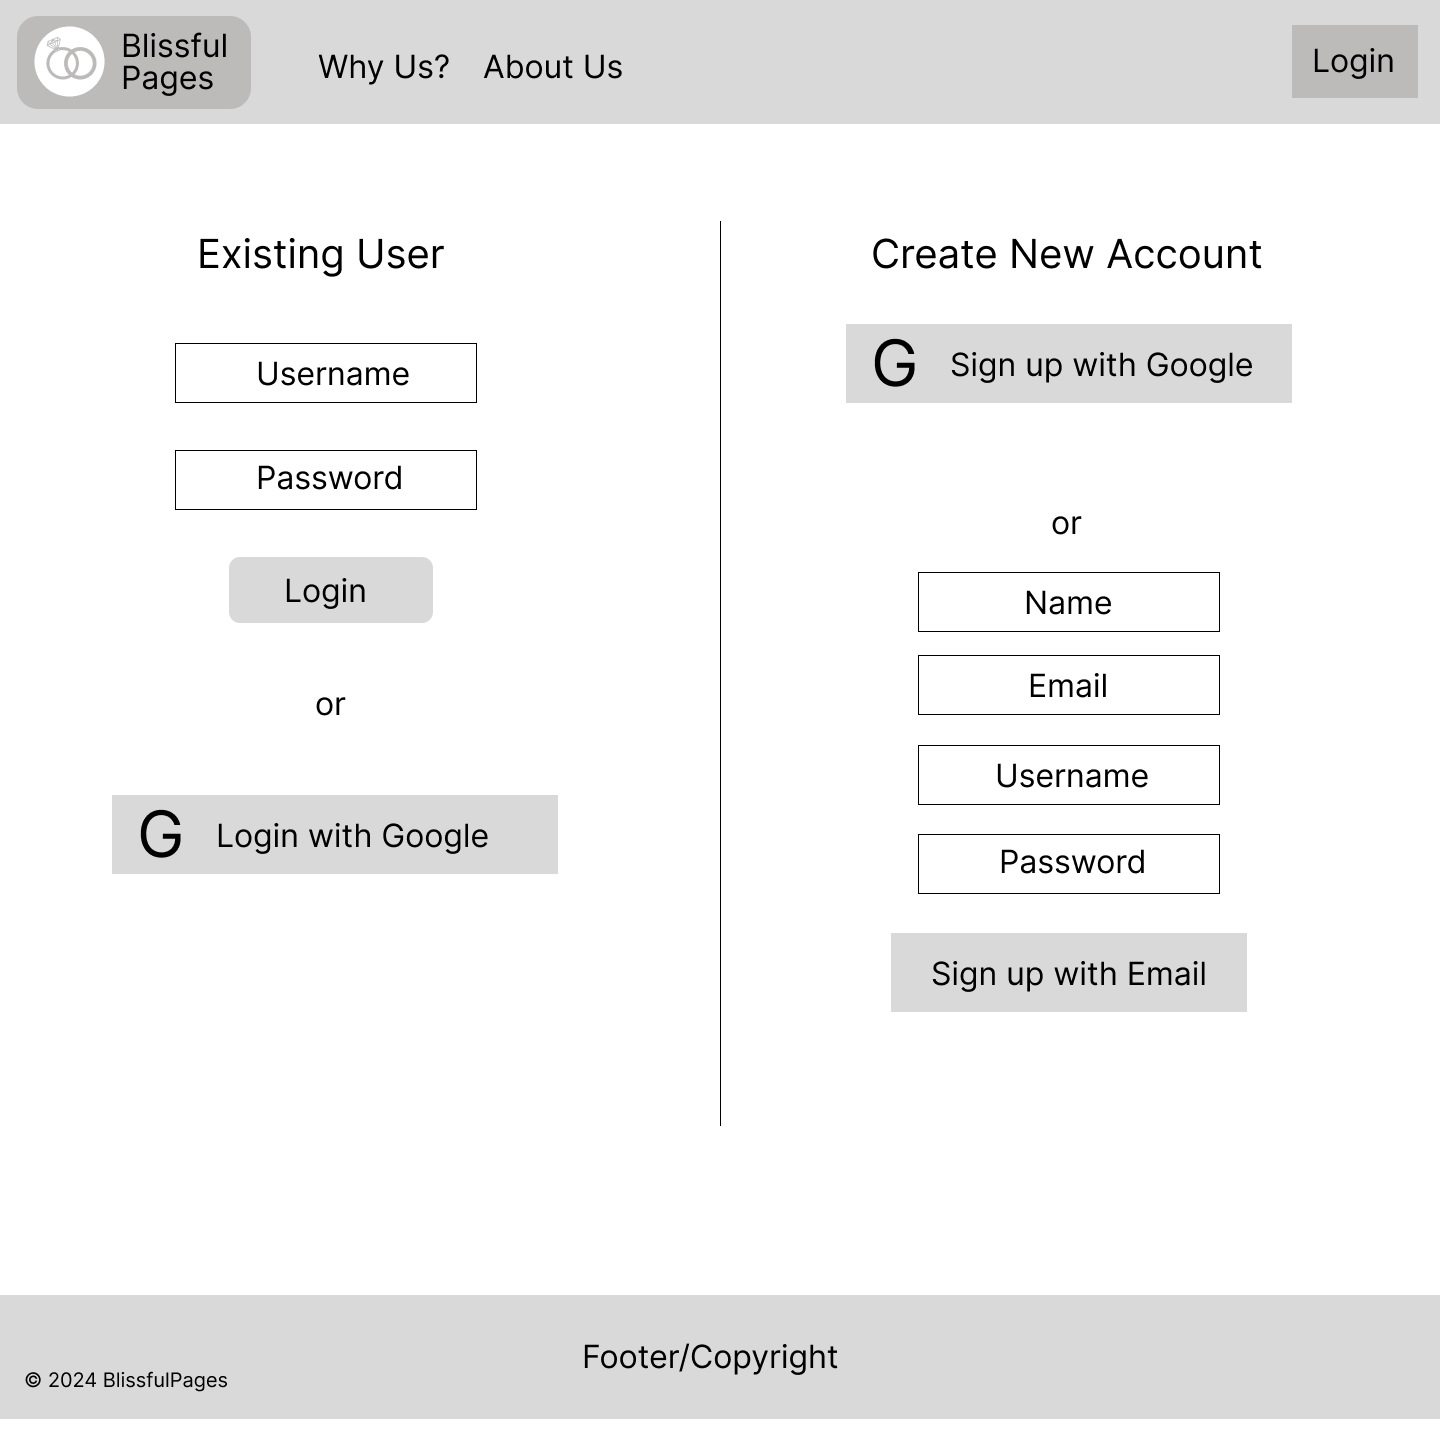 Blissful
Pages
Why Us?
About Us
Login
Existing User
Username
Password
Login
or
G Login with Google
Create New Account
G Sign up with Google
or
Name
Email
Username
Password
Sign up with Email
Footer/Copyright
© 2024 BlissfulPages